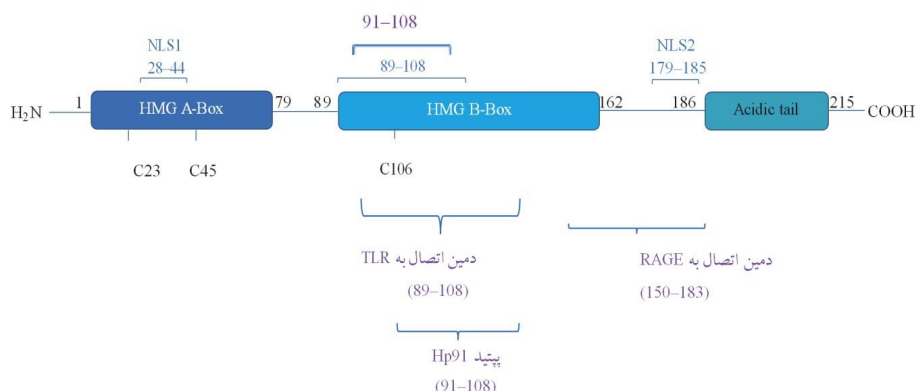 91–108
NLS1
28–44
89–108
NLS2
179–185
H₂N
1
HMG A-Box
79
89
HMG B-Box
162
186
Acidic tail
215
COOH
C23
C45
C106
دمین اتصال به TLR
(89–108)
دمین اتصال به RAGE
(150–183)
پپتید Hp91
(91–108)